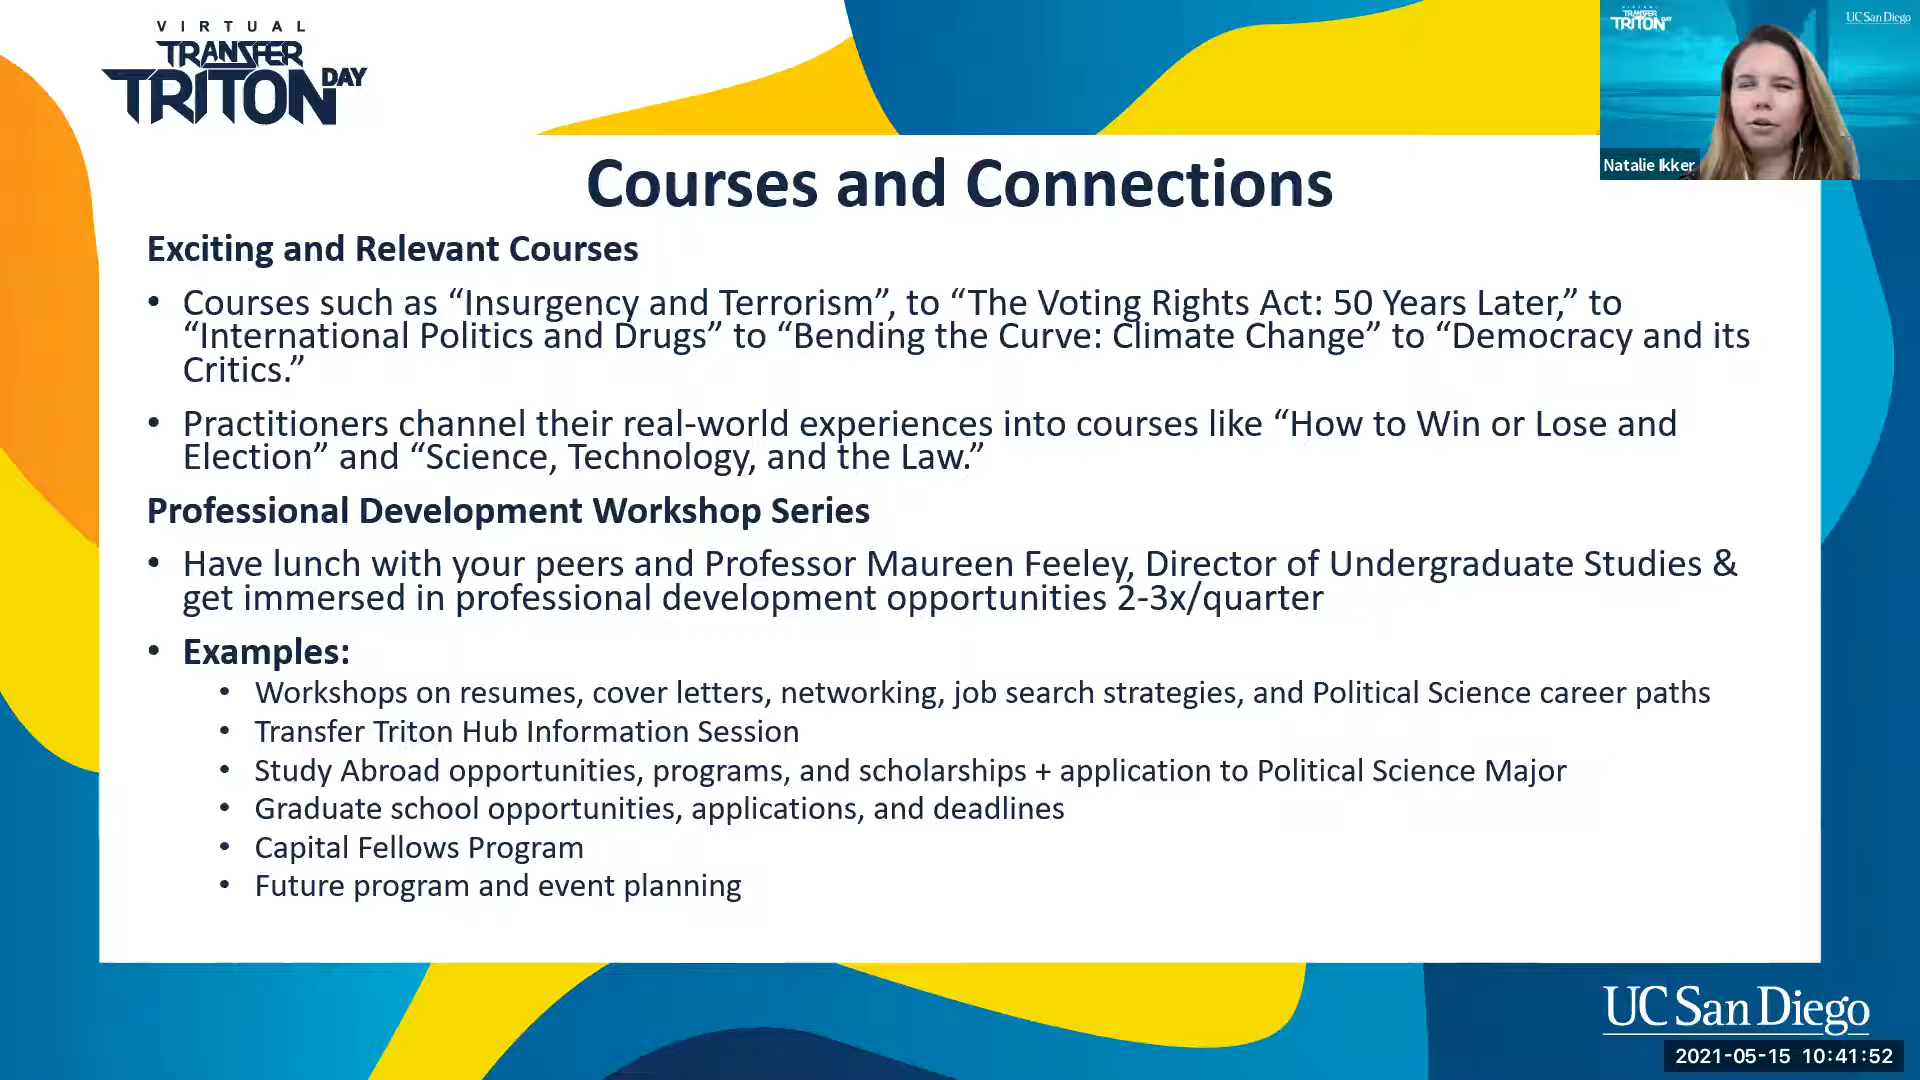 VIRTUAL
TRANSFER
TRITON DAY
TRANSFER
TRITON
UC San Diego
Natalie Ikker
Courses and Connections
Exciting and Relevant Courses
• Courses such as “Insurgency and Terrorism”, to “The Voting Rights Act: 50 Years Later,” to
“International Politics and Drugs” to “Bending the Curve: Climate Change” to “Democracy and its
Critics.”
• Practitioners channel their real-world experiences into courses like “How to Win or Lose and
Election” and “Science, Technology, and the Law.”
Professional Development Workshop Series
• Have lunch with your peers and Professor Maureen Feeley, Director of Undergraduate Studies &
get immersed in professional development opportunities 2-3x/quarter
• Examples:
• Workshops on resumes, cover letters, networking, job search strategies, and Political Science career paths
• Transfer Triton Hub Information Session
• Study Abroad opportunities, programs, and scholarships + application to Political Science Major
• Graduate school opportunities, applications, and deadlines
• Capital Fellows Program
• Future program and event planning
UC San Diego
2021-05-15 10:41:52